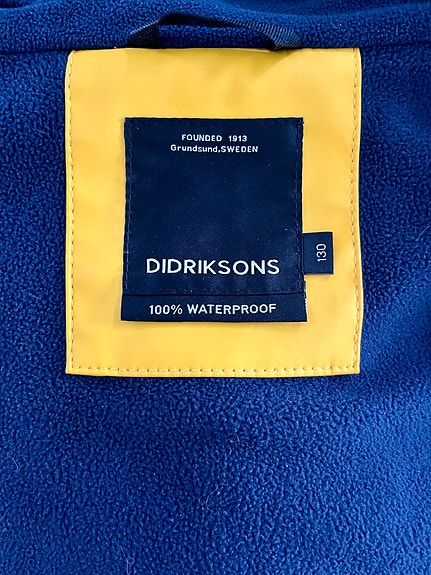 FOUNDED 1913
Grundsund.SWEDEN
DIDRIKSONS
130
100% WATERPROOF